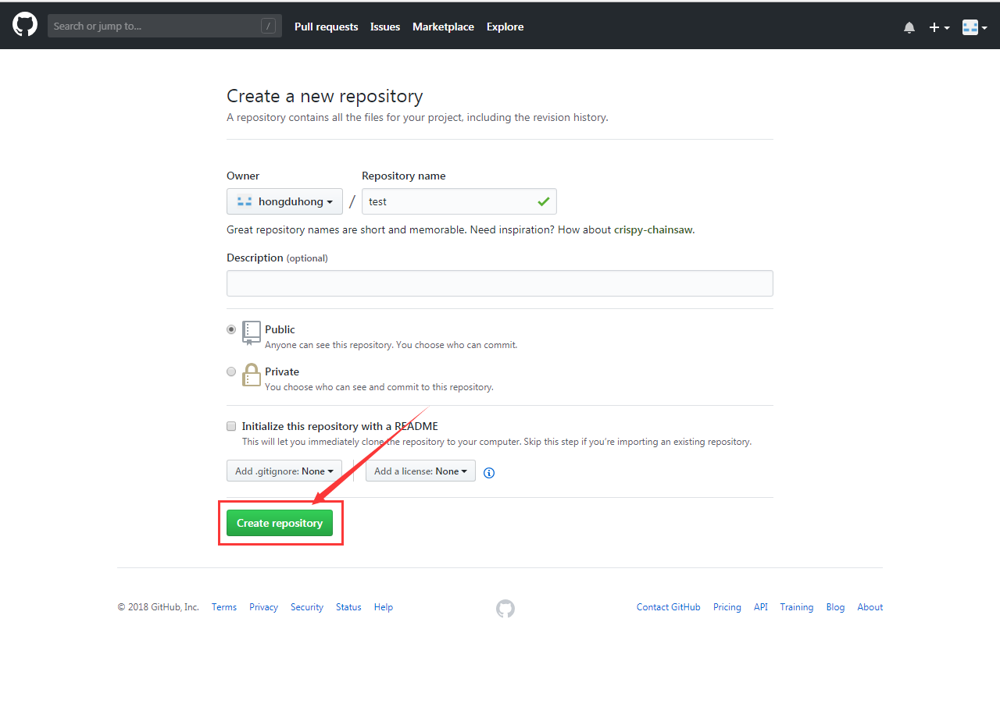 Search or jump to... /
Pull requests Issues Marketplace Explore
Create a new repository
A repository contains all the files for your project, including the revision history.
Owner Repository name
hongduhong / test
Great repository names are short and memorable. Need inspiration? How about crispy-chainsaw.
Description (optional)
Public
Anyone can see this repository. You choose who can commit.
Private
You choose who can see and commit to this repository.
Initialize this repository with a README
This will let you immediately clone the repository to your computer. Skip this step if you're importing an existing repository.
Add .gitignore: None Add a license: None
Create repository
© 2018 GitHub, Inc. Terms Privacy Security Status Help Contact GitHub Pricing API Training Blog About